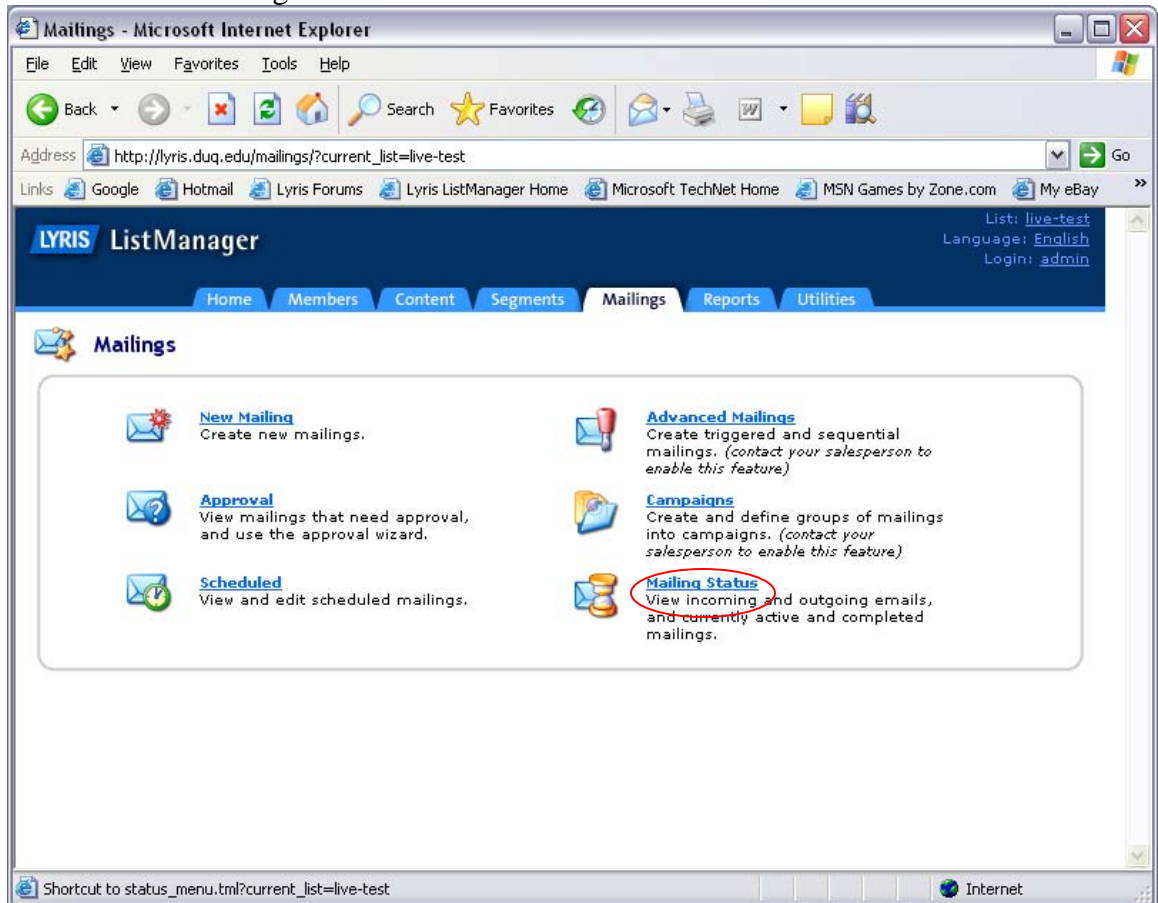 Mailings - Microsoft Internet Explorer
File Edit View Favorites Tools Help
Back Search Favorites
Address http://lyris.duq.edu/mailings/?current_list=live-test Go
Links Google Hotmail Lyris Forums Lyris ListManager Home Microsoft TechNet Home MSN Games by Zone.com My eBay »
LYRIS ListManager
List: live-test
Language: English
Login: admin
Home Members Content Segments Mailings Reports Utilities
Mailings
New Mailing
Create new mailings.
Advanced Mailings
Create triggered and sequential
mailings. (contact your salesperson to
enable this feature)
Approval
View mailings that need approval,
and use the approval wizard.
Campaigns
Create and define groups of mailings
into campaigns. (contact your
salesperson to enable this feature)
Scheduled
View and edit scheduled mailings.
Mailing Status
View incoming and outgoing emails,
and currently active and completed
mailings.
Shortcut to status_menu.tml?current_list=live-test Internet